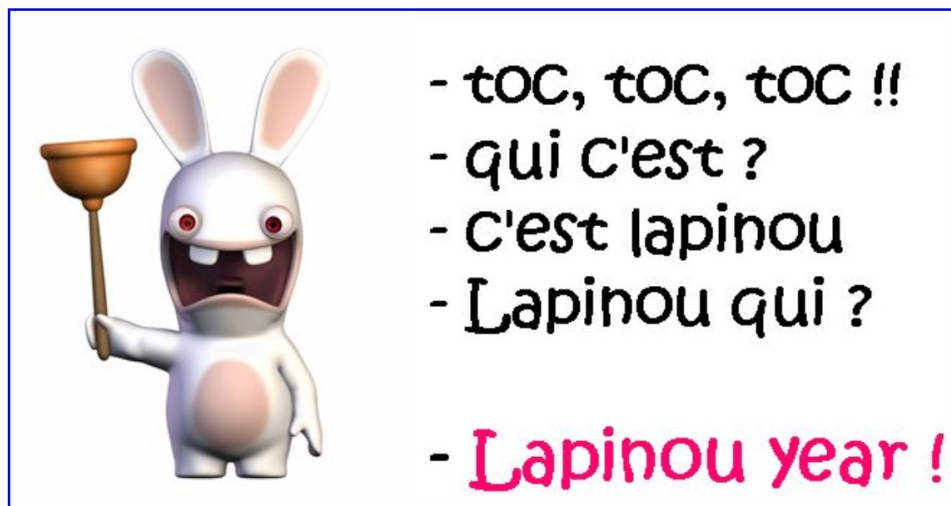 - toc, toc, toc !!
- qui c'est ?
- c'est lapinou
- Lapinou qui ?
- Lapinou year !